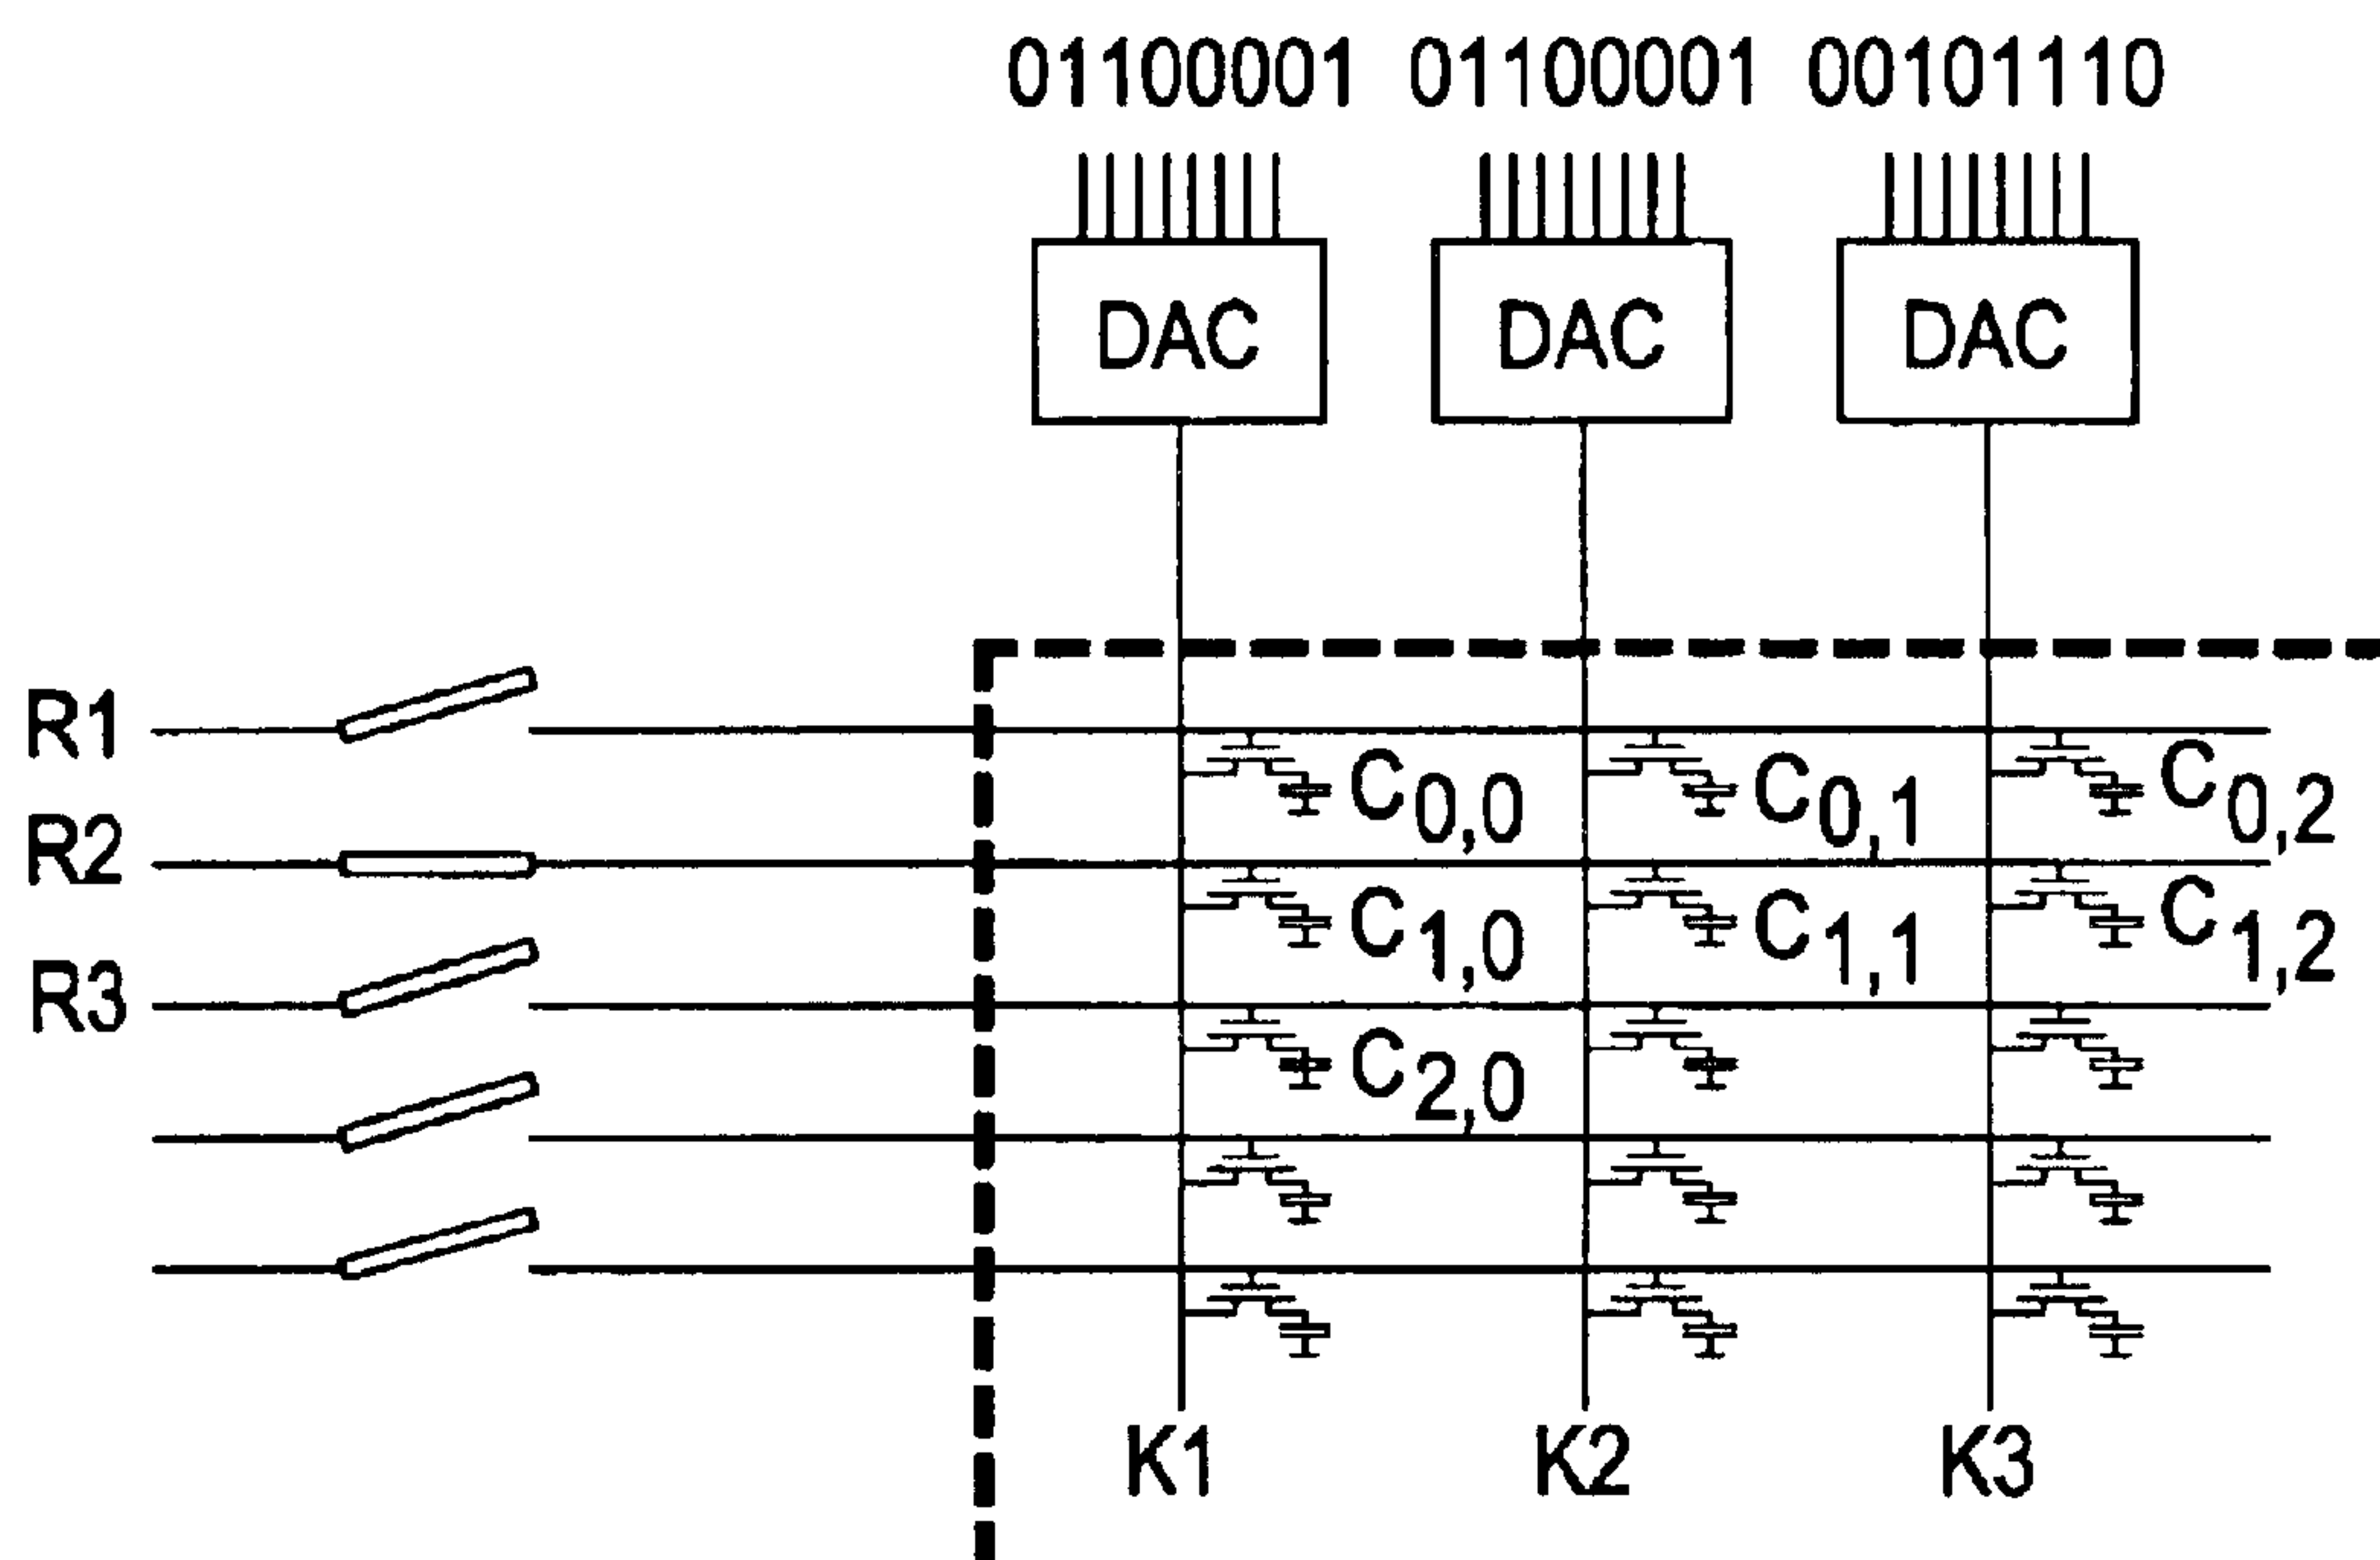 01100001 01100001 00101110
DAC DAC DAC
R1
C0,0 C0,1 C0,2
R2
C1,0 C1,1 C1,2
R3
C2,0
K1 K2 K3